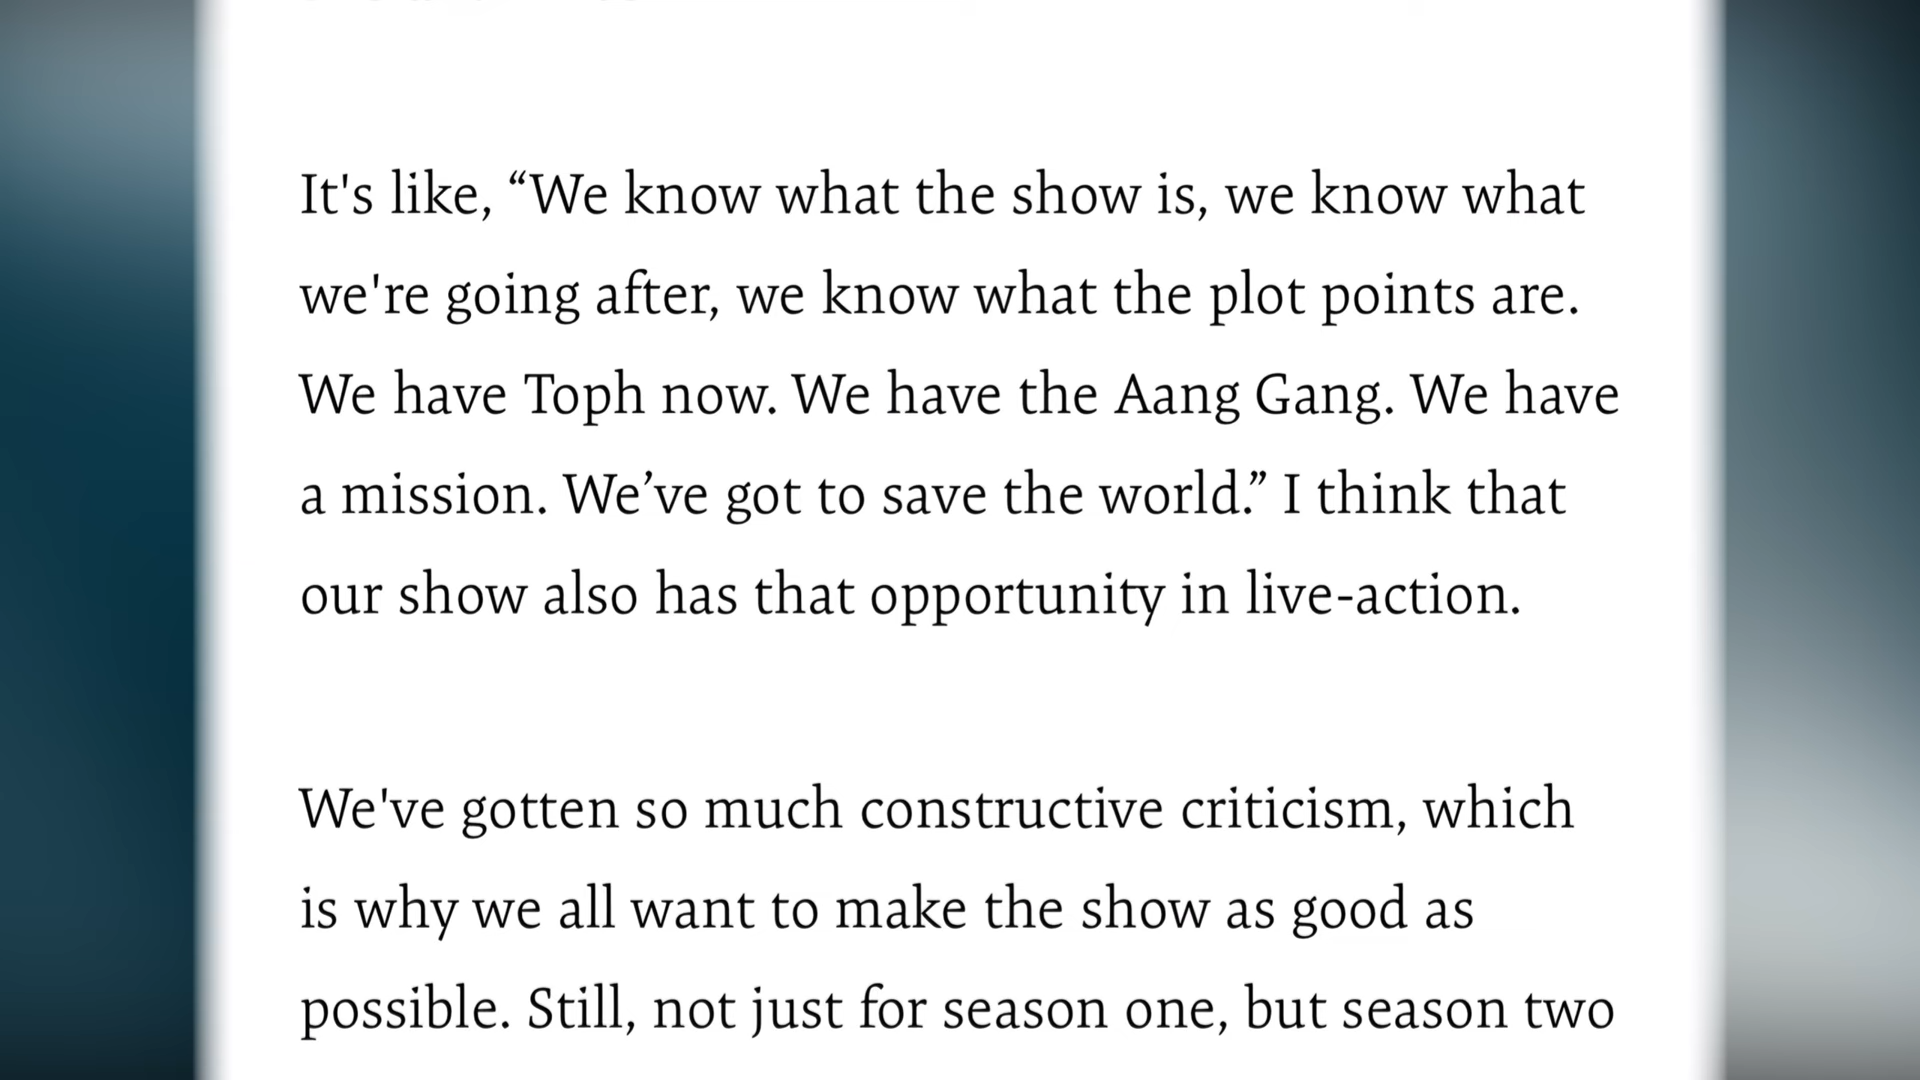 It's like, “We know what the show is, we know what
we're going after, we know what the plot points are.
We have Toph now. We have the Aang Gang. We have
a mission. We’ve got to save the world.” I think that
our show also has that opportunity in live-action.
We've gotten so much constructive criticism, which
is why we all want to make the show as good as
possible. Still, not just for season one, but season two